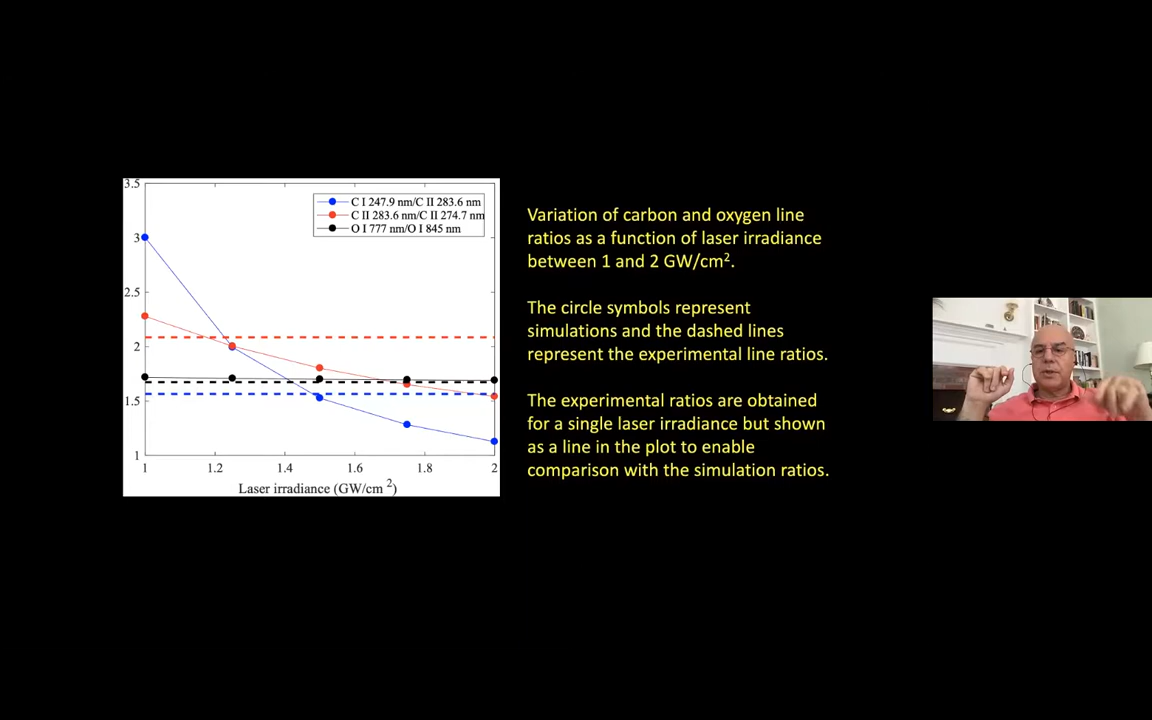 3.5
3
2.5
2
1.5
1
C I 247.9 nm/C II 283.6 nm
C II 283.6 nm/C II 274.7 nm
O I 777 nm/O I 845 nm
1 1.2 1.4 1.6 1.8 2
Laser irradiance (GW/cm 2)
Variation of carbon and oxygen line
ratios as a function of laser irradiance
between 1 and 2 GW/cm².
The circle symbols represent
simulations and the dashed lines
represent the experimental line ratios.
The experimental ratios are obtained
for a single laser irradiance but shown
as a line in the plot to enable
comparison with the simulation ratios.